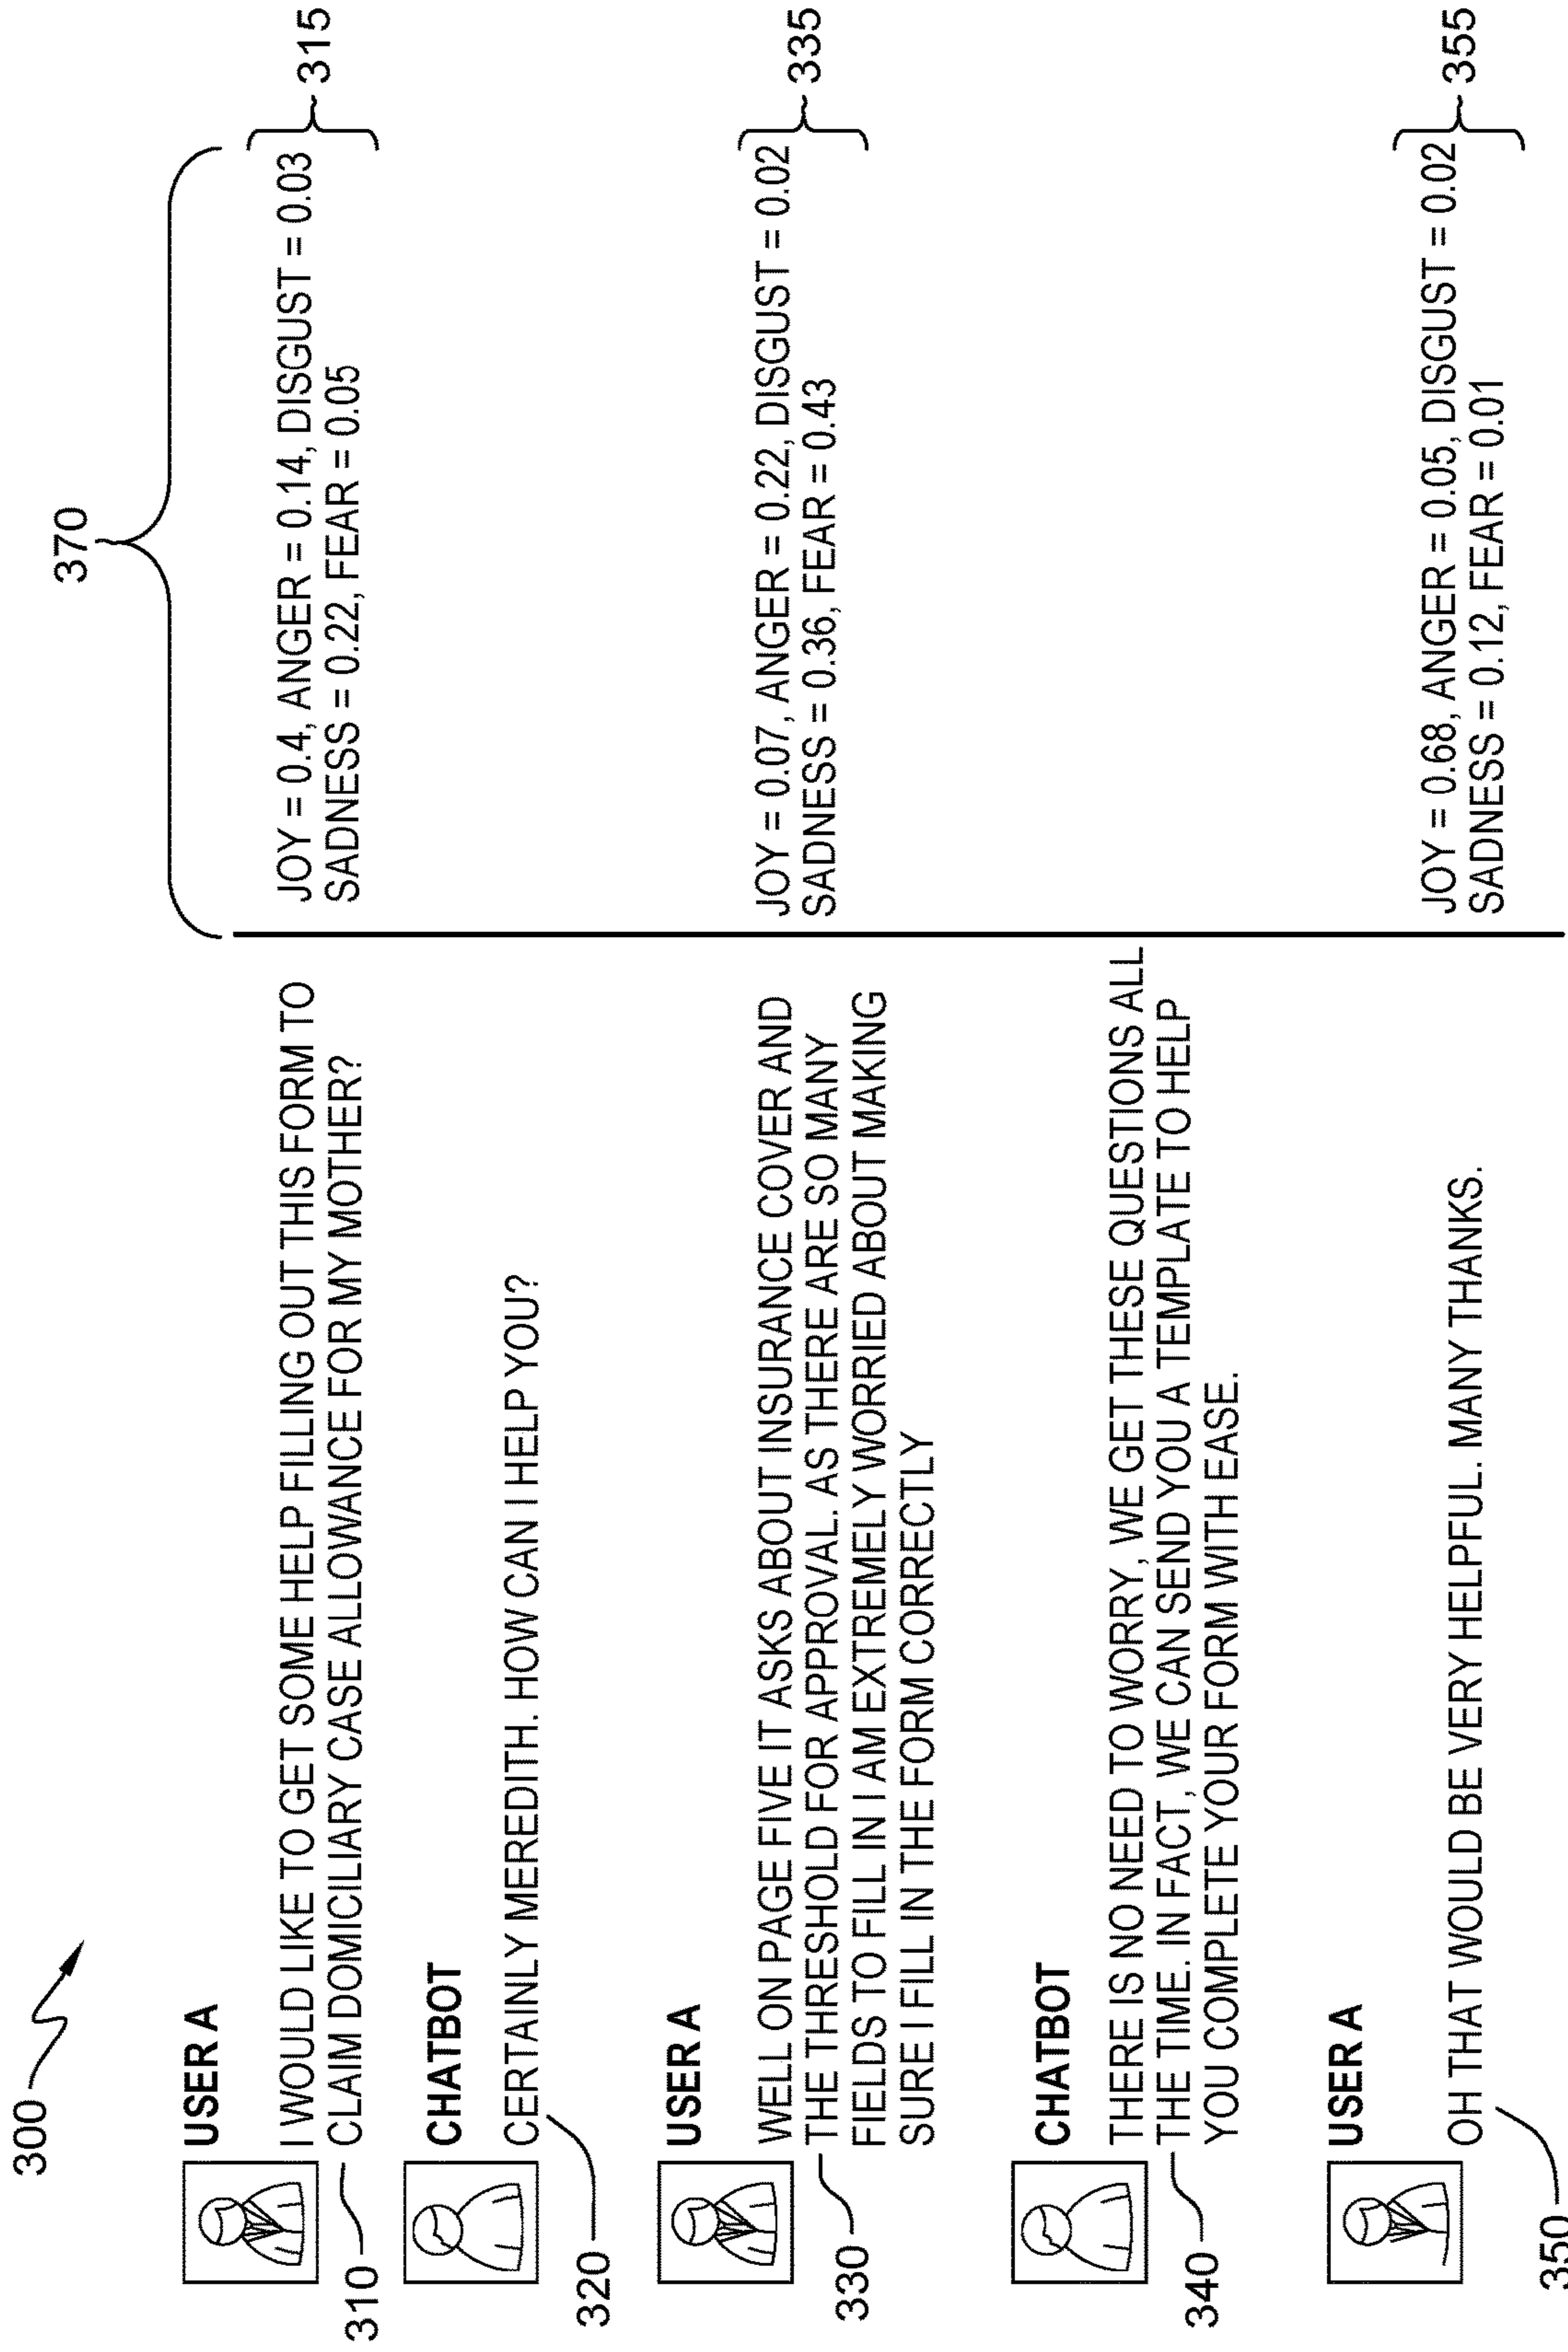 300
370
USER A
I WOULD LIKE TO GET SOME HELP FILLING OUT THIS FORM TO
CLAIM DOMICILIARY CASE ALLOWANCE FOR MY MOTHER?
310
JOY = 0.4, ANGER = 0.14, DISGUST = 0.03
SADNESS = 0.22, FEAR = 0.05
315
CHATBOT
CERTAINLY MEREDITH. HOW CAN I HELP YOU?
320
USER A
WELL ON PAGE FIVE IT ASKS ABOUT INSURANCE COVER AND
THE THRESHOLD FOR APPROVAL. AS THERE ARE SO MANY
FIELDS TO FILL IN I AM EXTREMELY WORRIED ABOUT MAKING
SURE I FILL IN THE FORM CORRECTLY
330
JOY = 0.07, ANGER = 0.22, DISGUST = 0.02
SADNESS = 0.36, FEAR = 0.43
335
CHATBOT
THERE IS NO NEED TO WORRY, WE GET THESE QUESTIONS ALL
THE TIME. IN FACT, WE CAN SEND YOU A TEMPLATE TO HELP
YOU COMPLETE YOUR FORM WITH EASE.
340
USER A
OH THAT WOULD BE VERY HELPFUL. MANY THANKS.
350
JOY = 0.68, ANGER = 0.05, DISGUST = 0.02
SADNESS = 0.12, FEAR = 0.01
355